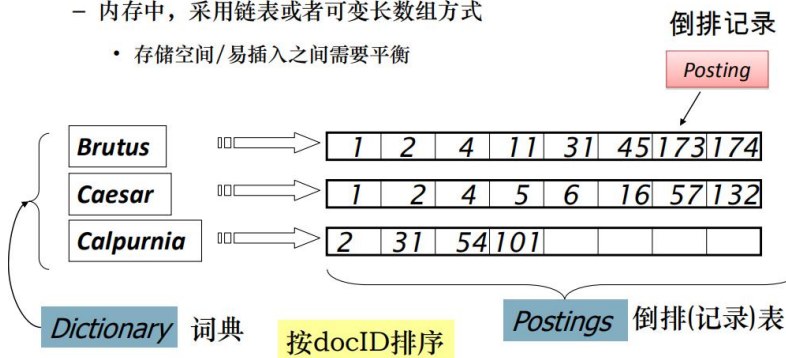 – 内存中，采用链表或者可变长数组方式
• 存储空间/易插入之间需要平衡
倒排记录
Posting
Brutus 1 2 4 11 31 45 173 174
Caesar 1 2 4 5 6 16 57 132
Calpurnia 2 31 54 101
Dictionary 词典
按docID排序
Postings 倒排(记录)表